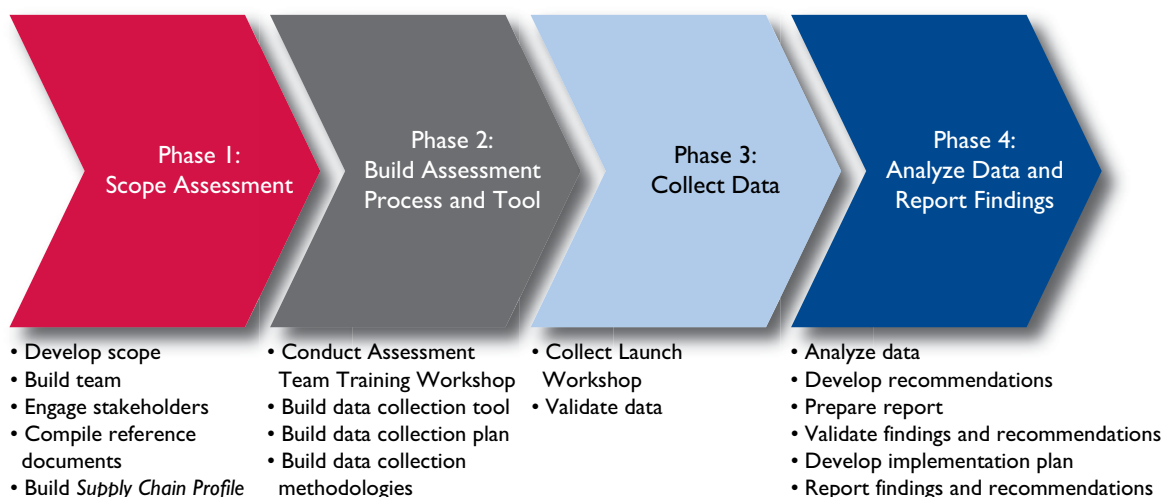 Phase 1:
Scope Assessment
Phase 2:
Build Assessment
Process and Tool
Phase 3:
Collect Data
Phase 4:
Analyze Data and
Report Findings
• Develop scope
• Build team
• Engage stakeholders
• Compile reference
documents
• Build Supply Chain Profile
• Conduct Assessment
Team Training Workshop
• Build data collection tool
• Build data collection plan
• Build data collection
methodologies
• Collect Launch
Workshop
• Validate data
• Analyze data
• Develop recommendations
• Prepare report
• Validate findings and recommendations
• Develop implementation plan
• Report findings and recommendations